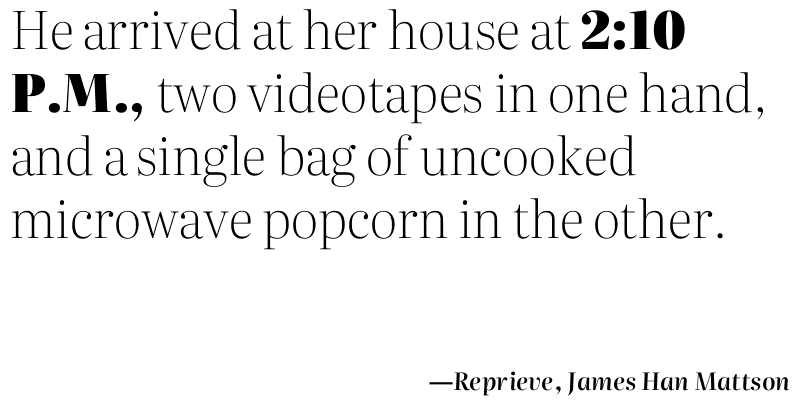 He arrived at her house at 2:10
P.M., two videotapes in one hand,
and a single bag of uncooked
microwave popcorn in the other.
—Reprieve, James Han Mattson